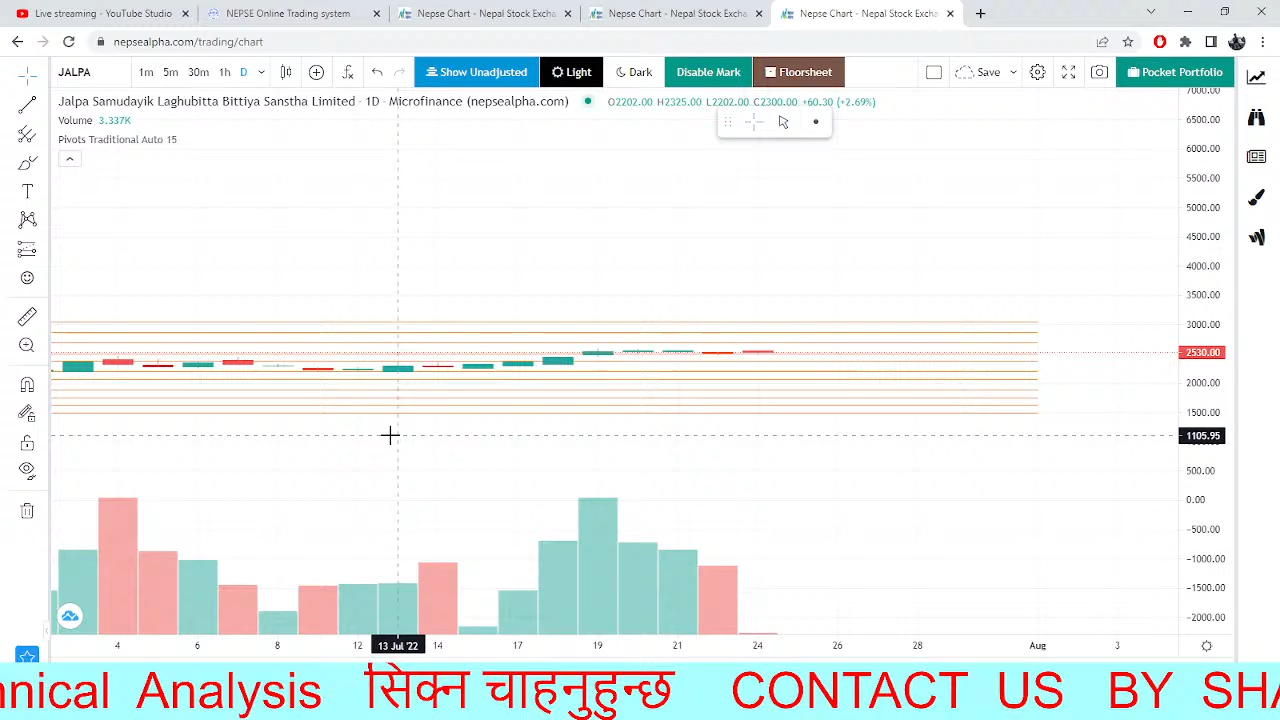 Live streaming - YouTube Studio
NEPSE Online Trading system
Nepse Chart - Nepal Stock Excha
Nepse Chart - Nepal Stock Excha
Nepse Chart - Nepal Stock Excha
nepsealpha.com/trading/chart
JALPA 1m 5m 30m 1h D Show Unadjusted Light Dark Disable Mark Floorsheet Save Pocket Portfolio
Jalpa Samudayik Laghubitta Bittiya Sanstha Limited · 1D · Microfinance (nepsealpha.com) O2202.00 H2325.00 L2202.00 C2300.00 +60.30 (+2.69%)
Volume 3.337K
Pivots Traditional Auto 15
7000.00
6500.00
6000.00
5500.00
5000.00
4500.00
4000.00
3500.00
3000.00
2530.00
2000.00
1500.00
1105.95
500.00
0.00
−500.00
−1000.00
−1500.00
−2000.00
4 6 8 12 13 Jul '22 14 17 19 21 24 26 28 Aug 3
hnical Analysis सिक्न चाहनुहुन्छ CONTACT US BY SHA